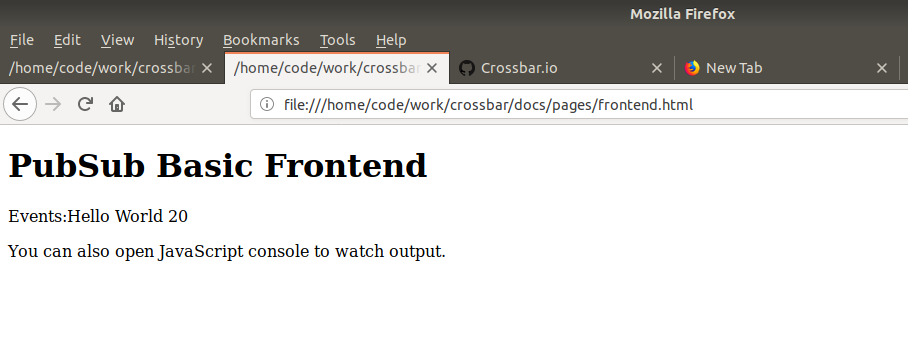 Mozilla Firefox
File Edit View History Bookmarks Tools Help
/home/code/work/crossbar /home/code/work/crossbar Crossbar.io New Tab
file:///home/code/work/crossbar/docs/pages/frontend.html
PubSub Basic Frontend
Events:Hello World 20
You can also open JavaScript console to watch output.